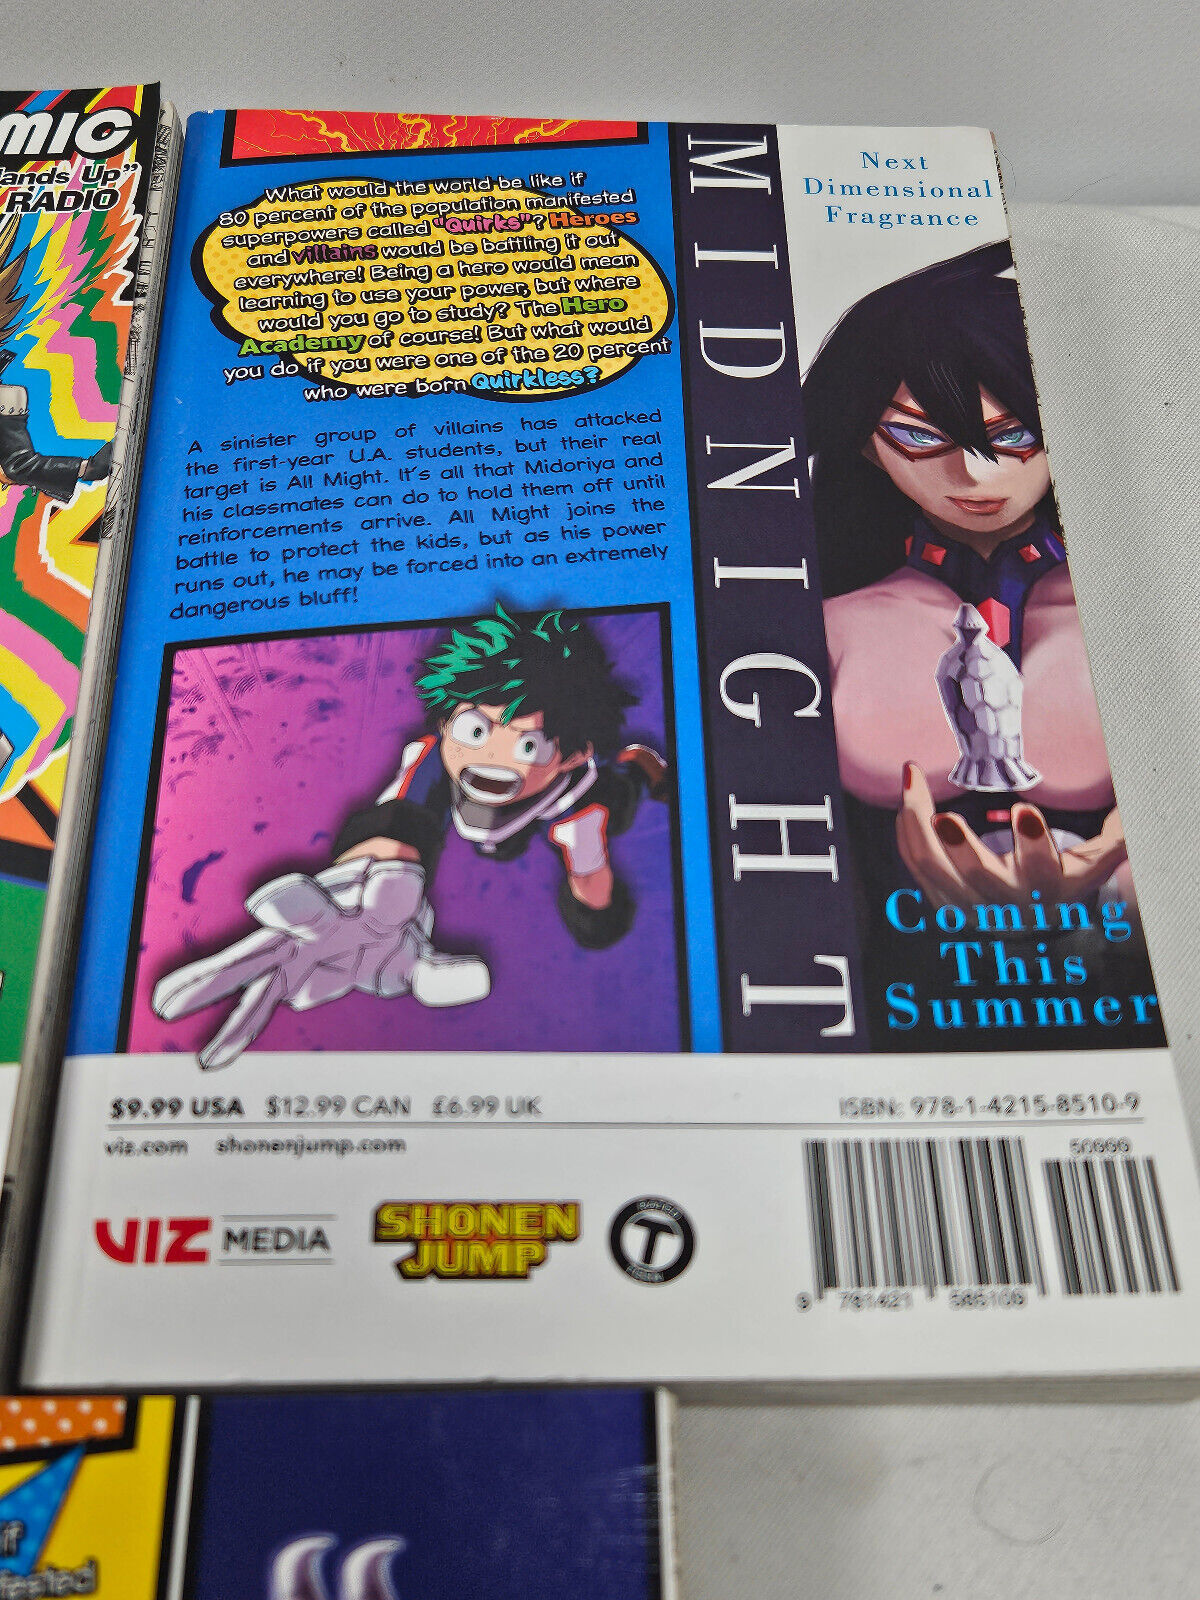 MIC
ands Up"
RADIO
What would the world be like if
80 percent of the population manifested
superpowers called "Quirks"? Heroes
and villains would be battling it out
everywhere! Being a hero would mean
learning to use your power, but where
would you go to study? The Hero
Academy of course! But what would
you do if you were one of the 20 percent
who were born Quirkless?
A sinister group of villains has attacked
the first-year U.A. students, but their real
target is All Might. It's all that Midoriya and
his classmates can do to hold them off until
reinforcements arrive. All Might joins the
battle to protect the kids, but as his power
runs out, he may be forced into an extremely
dangerous bluff!
MIDNIGHT
Next
Dimensional
Fragrance
Coming
This
Summer
$9.99 USA $12.99 CAN £6.99 UK
viz.com shonenjump.com
VIZ MEDIA
SHONEN
JUMP
RATED
T
TEEN
ISBN: 978-1-4215-8510-9
50999
9 781421 585109
if
fested